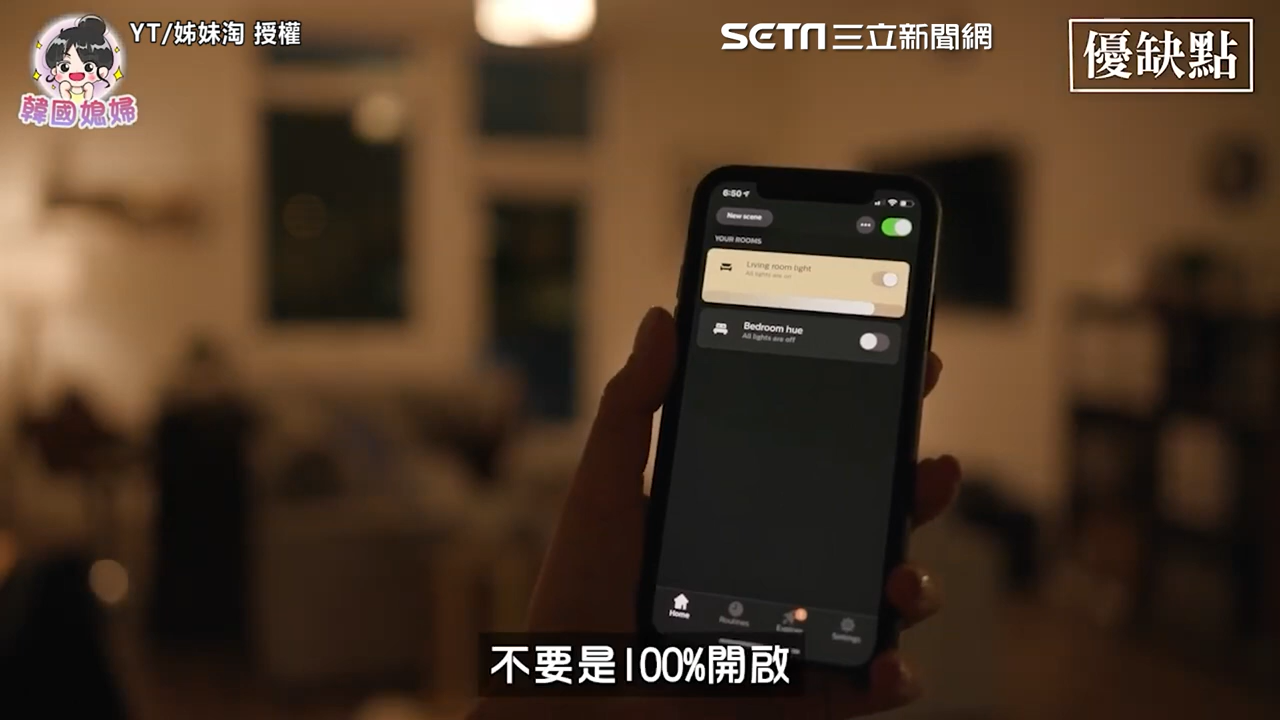 YT/姊妹淘 授權
韓國媳婦
SETN三立新聞網
優缺點
6:50
New scene
YOUR ROOMS
Living room light
All lights are on
Bedroom hue
All lights are off
Home
Routines
Settings
不要是100%開啟